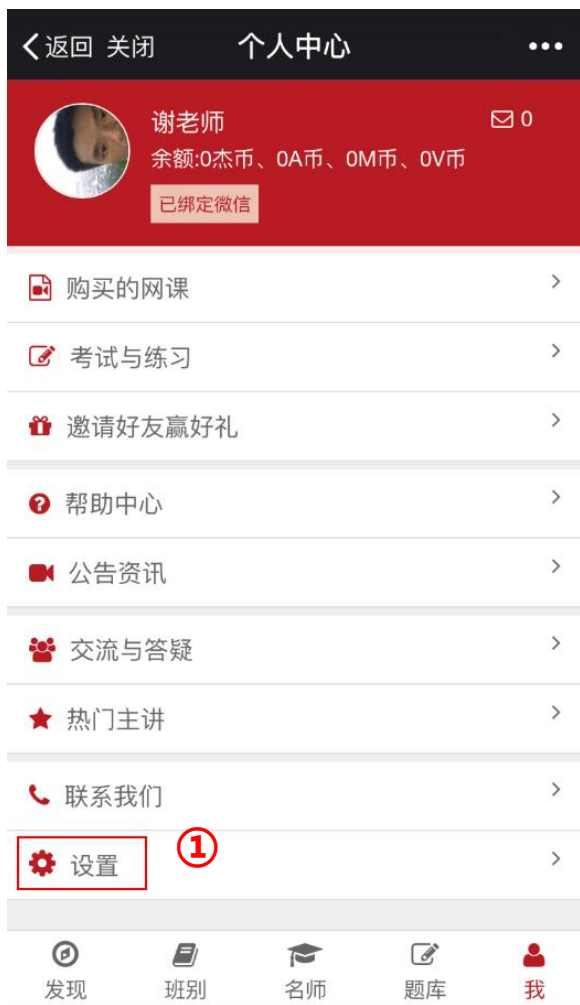 返回 关闭 个人中心
谢老师 0
余额:0杰币、0A币、0M币、0V币
已绑定微信
购买的网课
考试与练习
邀请好友赢好礼
帮助中心
公告资讯
交流与答疑
热门主讲
联系我们
设置 ①
发现 班别 名师 题库 我